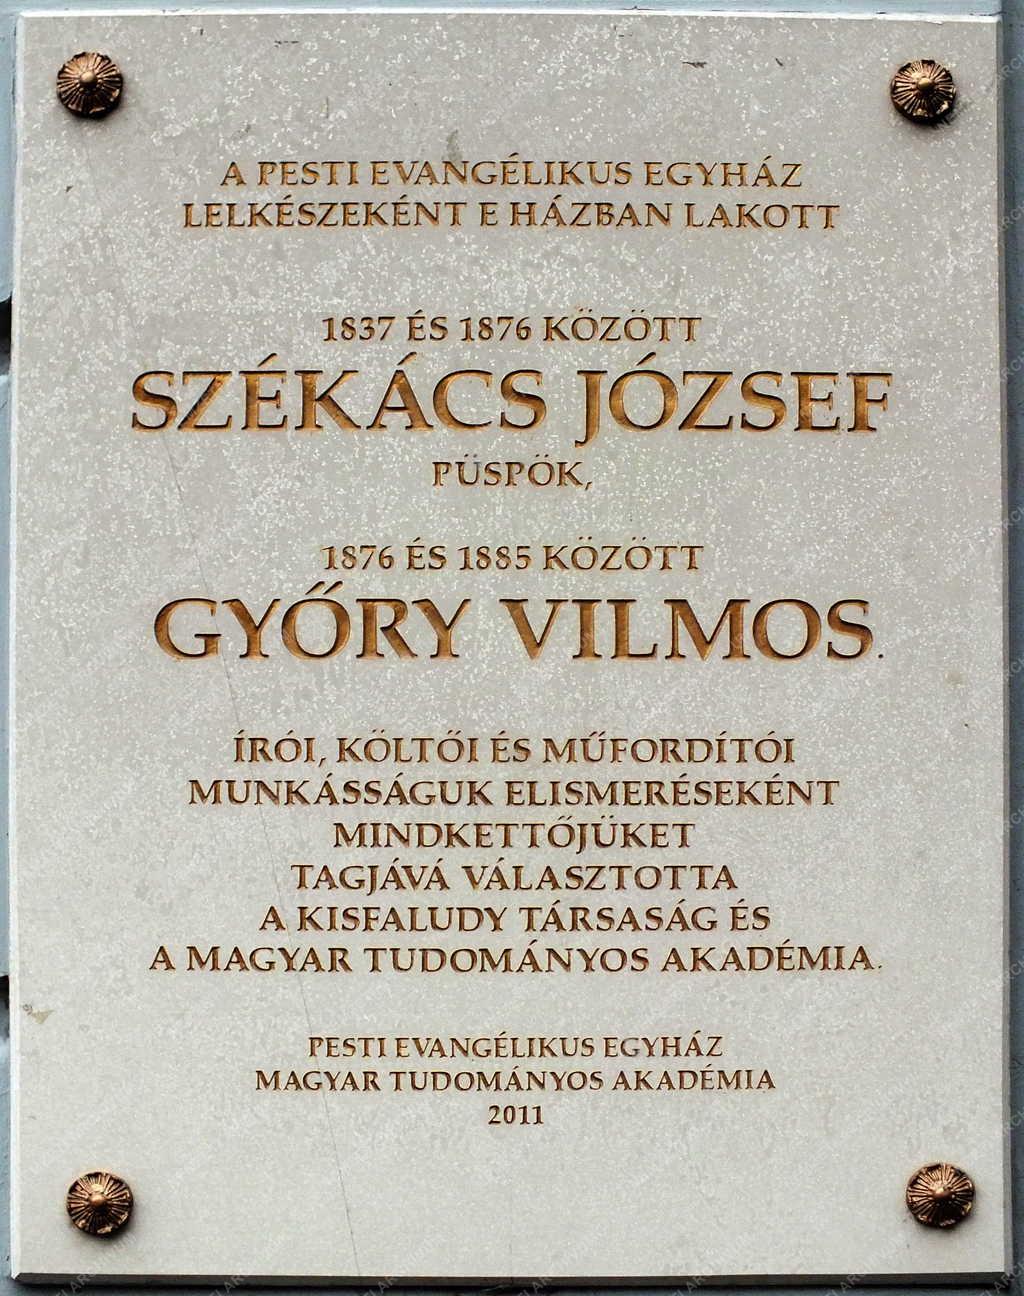 A PESTI EVANGÉLIKUS EGYHÁZ
LELKÉSZEKÉNT E HÁZBAN LAKOTT
1837 ÉS 1876 KÖZÖTT
SZÉKÁCS JÓZSEF
PÜSPÖK,
1876 ÉS 1885 KÖZÖTT
GYŐRY VILMOS.
ÍRÓI, KÖLTŐI ÉS MŰFORDÍTÓI
MUNKÁSSÁGUK ELISMERÉSEKÉNT
MINDKETTŐJÜKET
TAGJÁVÁ VÁLASZTOTTA
A KISFALUDY TÁRSASÁG ÉS
A MAGYAR TUDOMÁNYOS AKADÉMIA.
PESTI EVANGÉLIKUS EGYHÁZ
MAGYAR TUDOMÁNYOS AKADÉMIA
2011